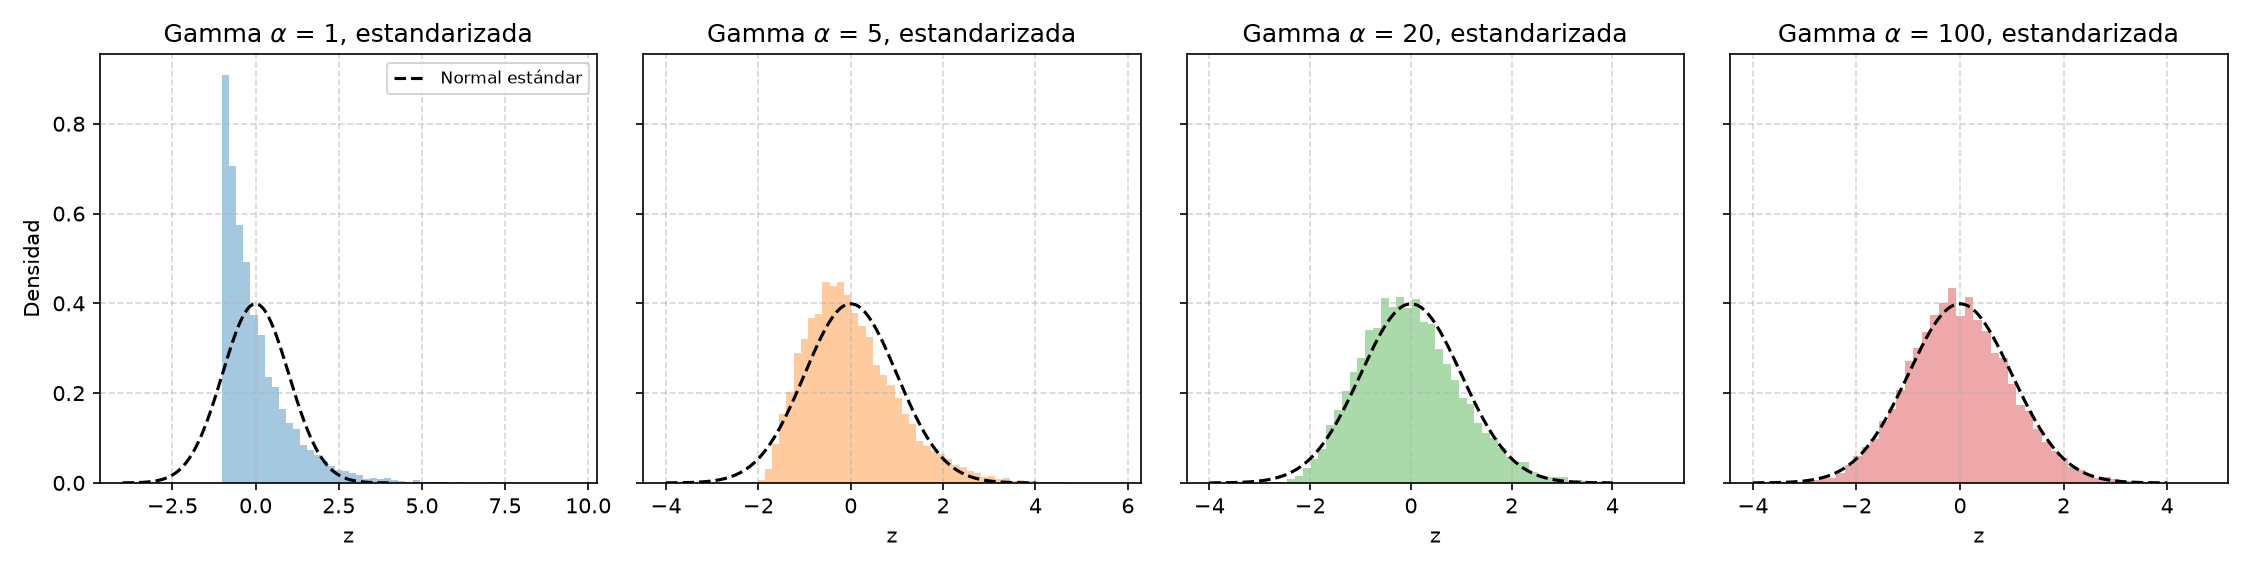 Gamma α = 1, estandarizada
Normal estándar
Densidad
0.8
0.6
0.4
0.2
0.0
−2.5 0.0 2.5 5.0 7.5 10.0
z
Gamma α = 5, estandarizada
−4 −2 0 2 4 6
z
Gamma α = 20, estandarizada
−4 −2 0 2 4
z
Gamma α = 100, estandarizada
−4 −2 0 2 4
z